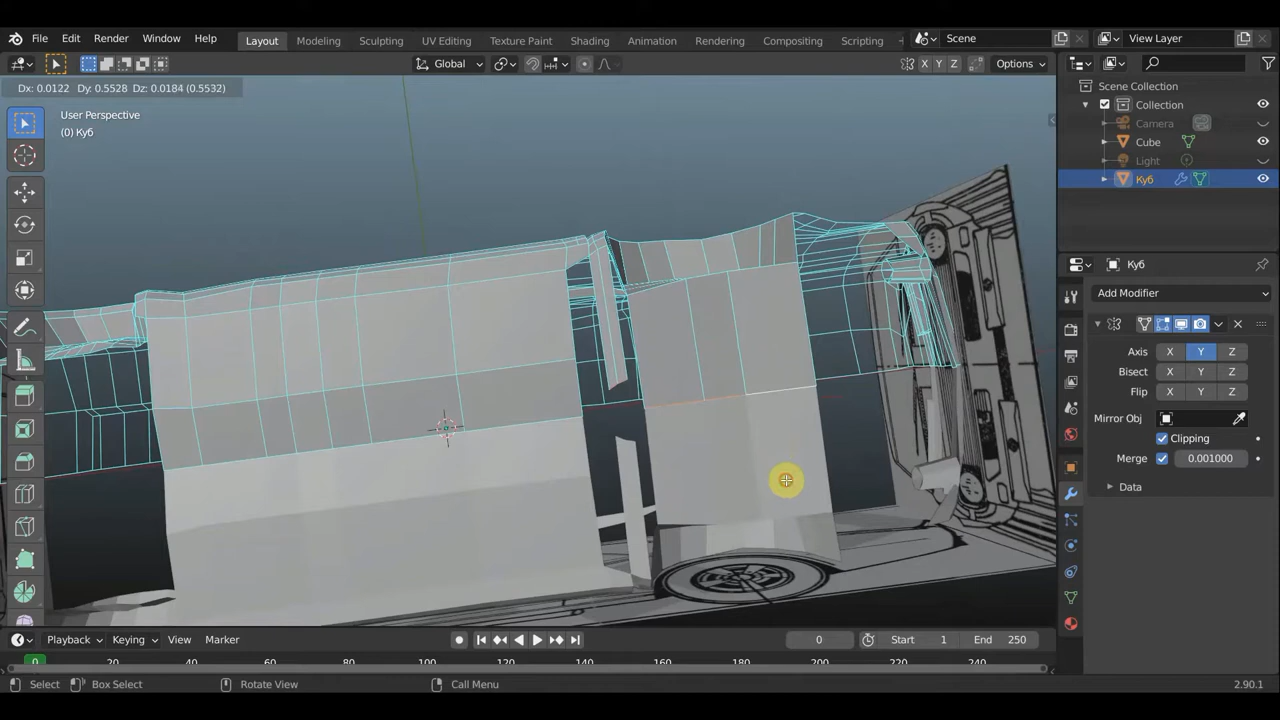 File Edit Render Window Help Layout Modeling Sculpting UV Editing Texture Paint Shading Animation Rendering Compositing Scripting + Scene View Layer
Global X Y Z Options
Dx: 0.0122 Dy: 0.5528 Dz: 0.0184 (0.5532)
User Perspective
(0) Куб
Scene Collection
Collection
Camera
Cube
Light
Куб
Куб
Add Modifier
Axis X Y Z
Bisect X Y Z
Flip X Y Z
Mirror Obj
Clipping
Merge 0.001000
Data
Playback Keying View Marker 0 Start 1 End 250
0 20 40 60 80 100 120 140 160 180 200 220 240
Select Box Select Rotate View Call Menu 2.90.1